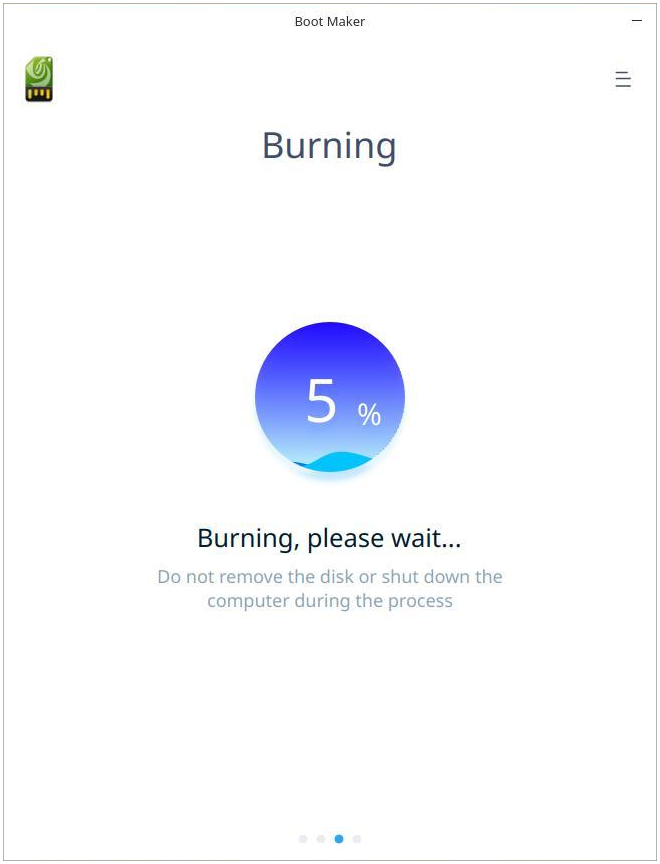 Boot Maker
Burning
5 %
Burning, please wait...
Do not remove the disk or shut down the
computer during the process